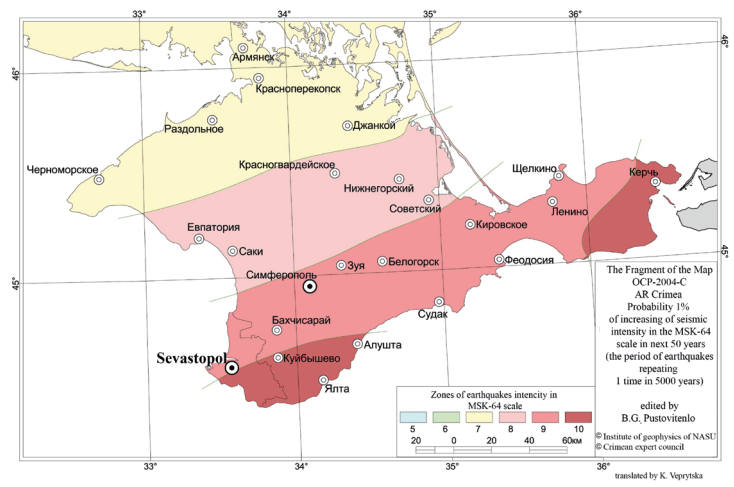 33°
34°
35°
36°
46°
46°
Армянск
Красноперекопск
Раздольное
Джанкой
Черноморское
Красногвардейское
Нижнегорский
Советский
Щелкино
Керчь
Ленино
Кировское
Евпатория
Саки
45°
45°
Симферополь
Зуя
Белогорск
Феодосия
Судак
Бахчисарай
Sevastopol
Куйбышево
Алушта
Ялта
The Fragment of the Map
OCP-2004-C
AR Crimea
Probability 1%
of increasing of seismic
intensity in the MSK-64
scale in next 50 years
(the period of earthquakes
repeating
1 time in 5000 years)
edited by
B.G. Pustovitenlo
© Institute of geophysics of NASU
© Crimean expert council
Zones of earthquakes intencity in
MSK-64 scale
5 6 7 8 9 10
20 0 20 40 60км
33°
34°
35°
36°
translated by K. Veprytska